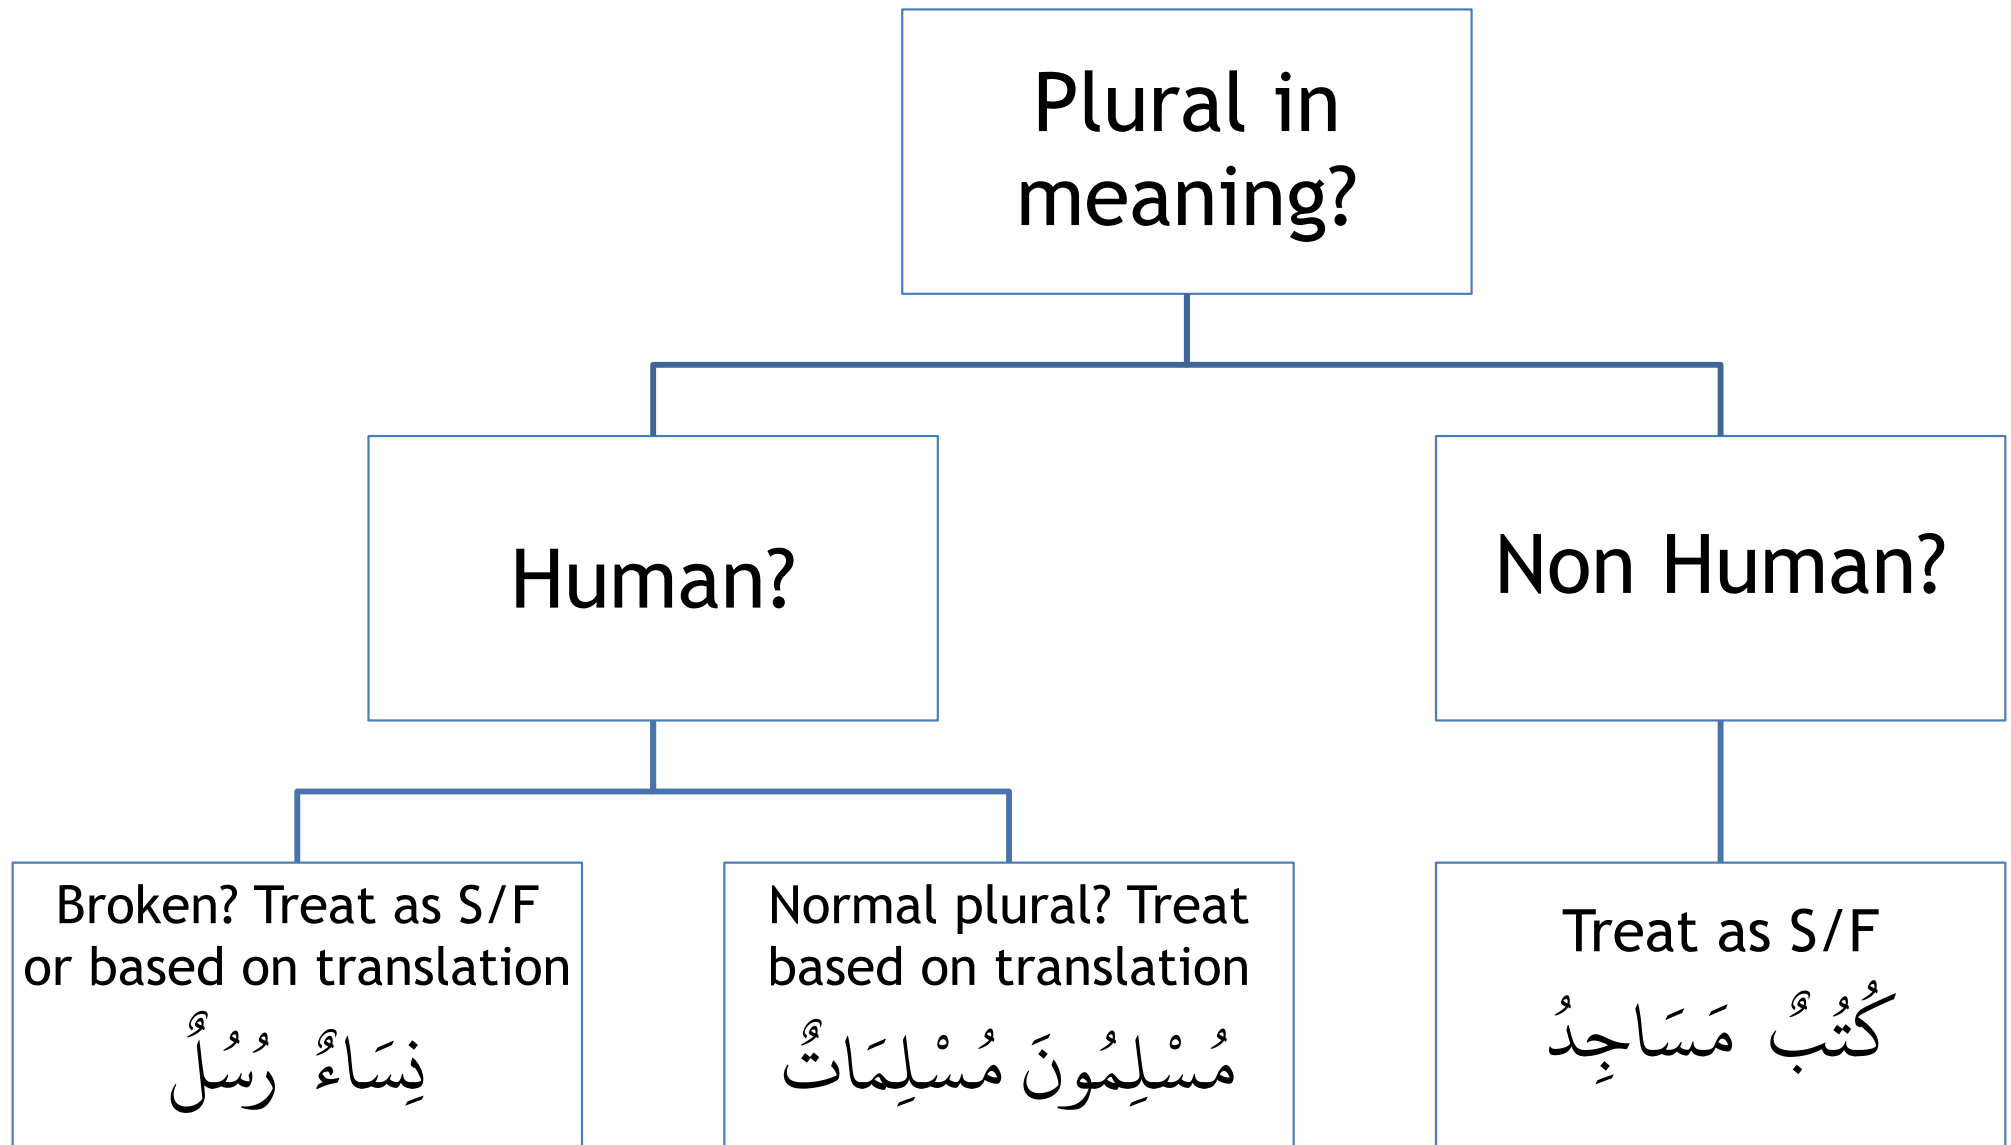 Plural in
meaning?
Human?
Non Human?
Broken? Treat as S/F
or based on translation
نِسَاءٌ رُسُلٌ
Normal plural? Treat
based on translation
مُسْلِمُونَ مُسْلِمَاتٌ
Treat as S/F
كُتُبٌ مَسَاجِدُ